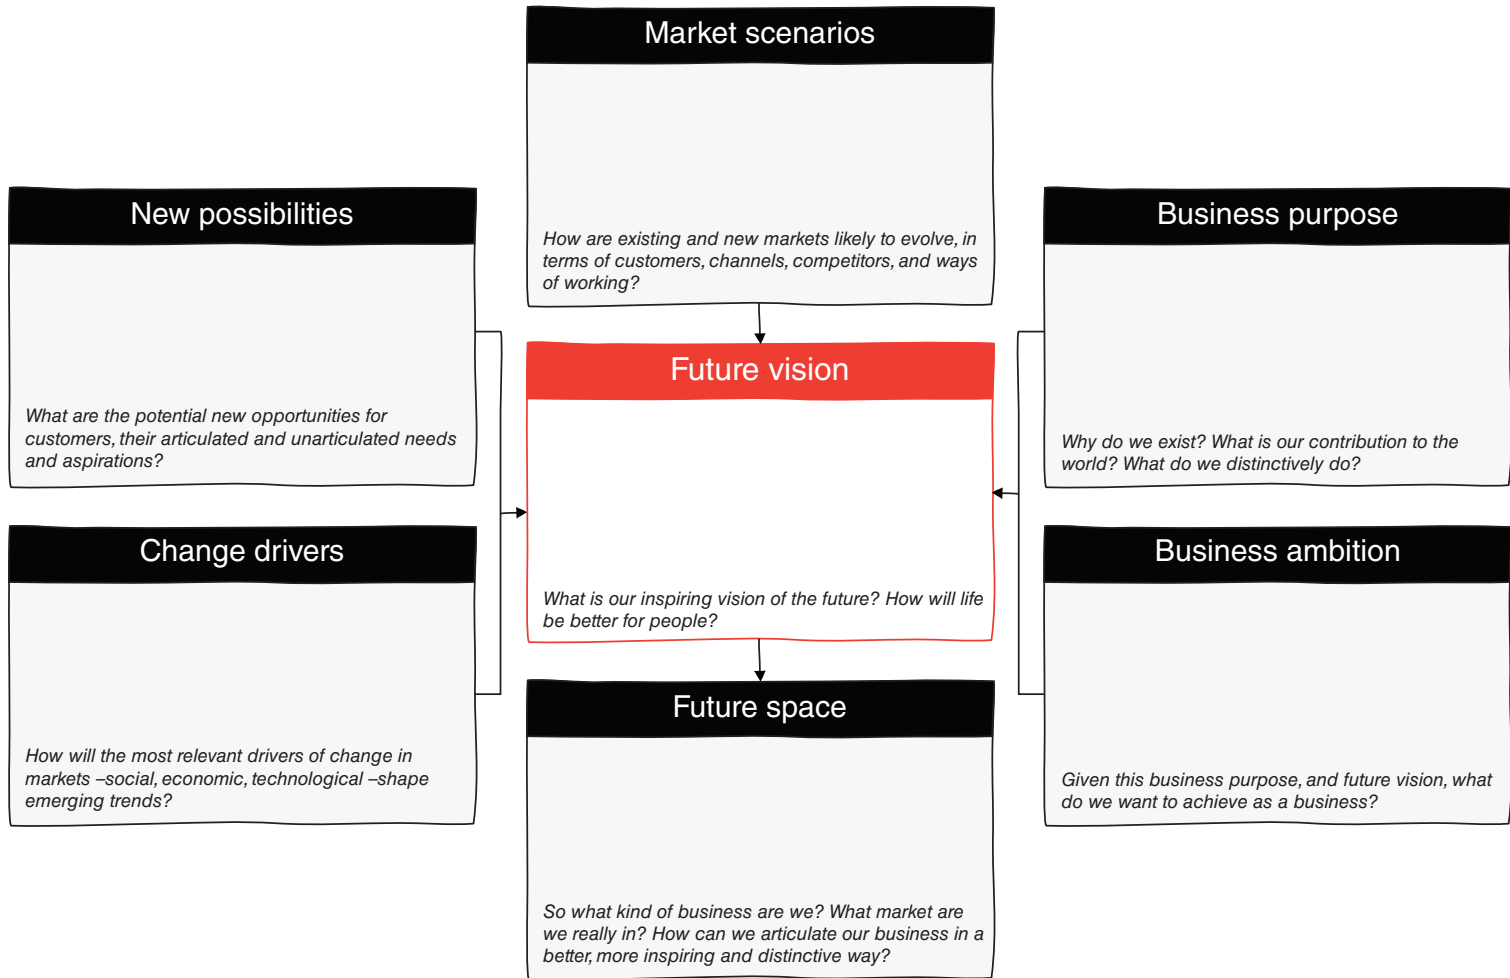 Market scenarios
How are existing and new markets likely to evolve, in
terms of customers, channels, competitors, and ways
of working?
New possibilities
What are the potential new opportunities for
customers, their articulated and unarticulated needs
and aspirations?
Business purpose
Why do we exist? What is our contribution to the
world? What do we distinctively do?
Future vision
What is our inspiring vision of the future? How will life
be better for people?
Change drivers
How will the most relevant drivers of change in
markets –social, economic, technological –shape
emerging trends?
Business ambition
Given this business purpose, and future vision, what
do we want to achieve as a business?
Future space
So what kind of business are we? What market are
we really in? How can we articulate our business in a
better, more inspiring and distinctive way?